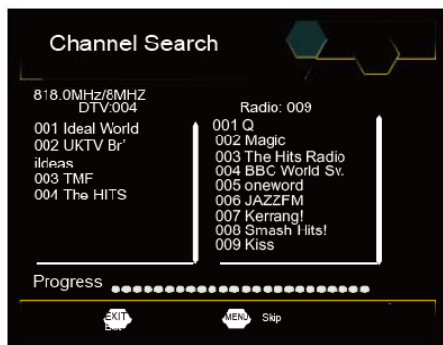 Channel Search
818.0MHz/8MHZ
DTV:004
001 Ideal World
002 UKTV Br'
ildeas
003 TMF
004 The HITS
Radio: 009
001 Q
002 Magic
003 The Hits Radio
004 BBC World Sv.
005 oneword
006 JAZZFM
007 Kerrang!
008 Smash Hits!
009 Kiss
Progress
EXIT
Exit
MENU Skip